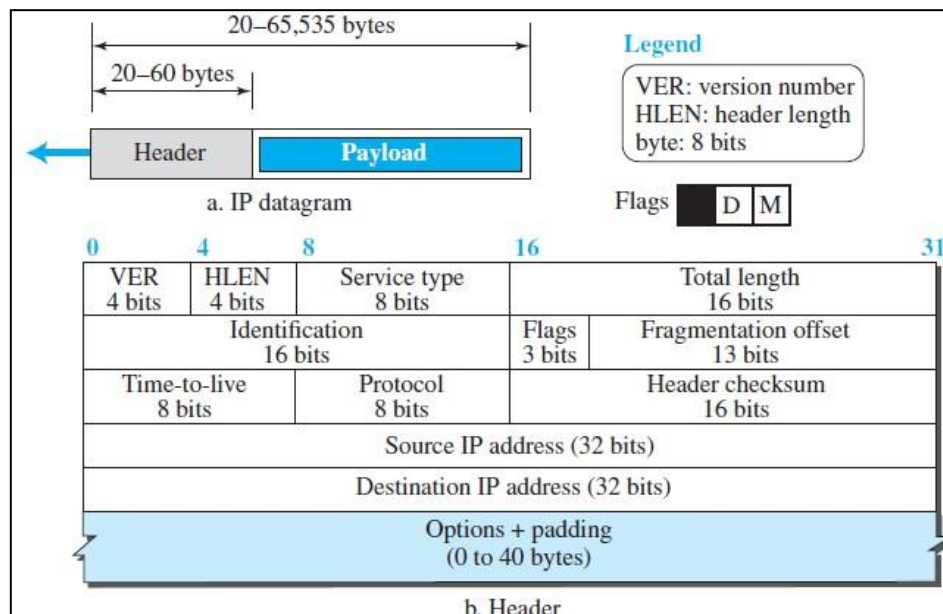 20–65,535 bytes
20–60 bytes
Header
Payload
a. IP datagram
Legend
VER: version number
HLEN: header length
byte: 8 bits
Flags D M
0 4 8 16 31
VER HLEN Service type Total length
4 bits 4 bits 8 bits 16 bits
Identification Flags Fragmentation offset
16 bits 3 bits 13 bits
Time-to-live Protocol Header checksum
8 bits 8 bits 16 bits
Source IP address (32 bits)
Destination IP address (32 bits)
Options + padding
(0 to 40 bytes)
b. Header